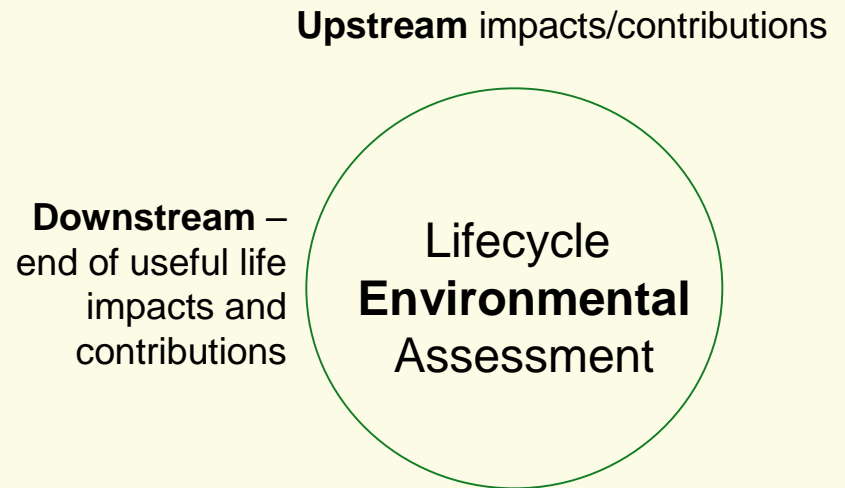 Upstream impacts/contributions
Downstream –
end of useful life
impacts and
contributions
Lifecycle
Environmental
Assessment